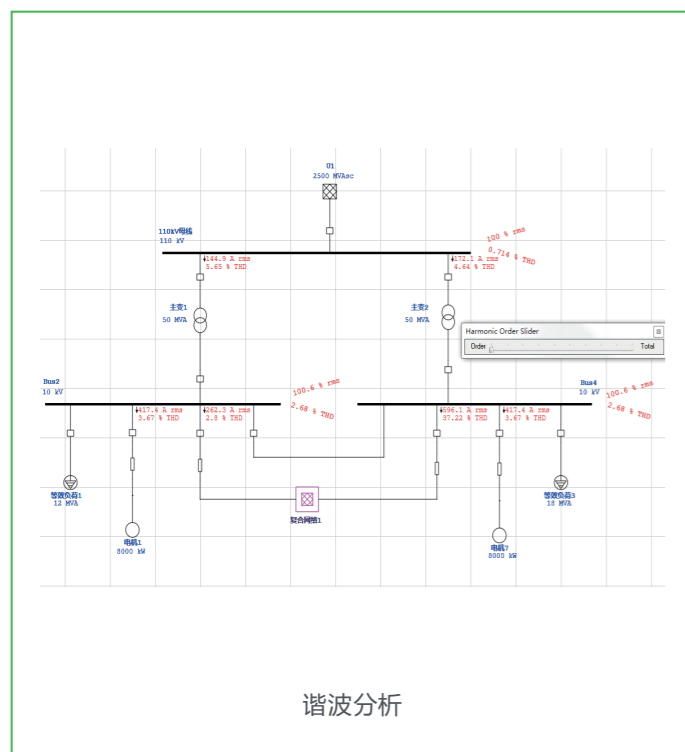 U1
2500 MVAsc
110kV母线
110 kV
100 % rms
0.714 % THD
144.9 A rms
5.65 % THD
172.1 A rms
4.64 % THD
主变1
50 MVA
主变2
50 MVA
Harmonic Order Slider
Order
Total
Bus2
10 kV
100.6 % rms
2.68 % THD
Bus4
10 kV
100.6 % rms
2.68 % THD
417.4 A rms
3.67 % THD
262.3 A rms
2.8 % THD
596.1 A rms
37.22 % THD
417.4 A rms
3.67 % THD
等效负荷1
12 MVA
复合网络1
等效负荷3
18 MVA
电机1
8000 kW
电机7
8000 kW
谐波分析